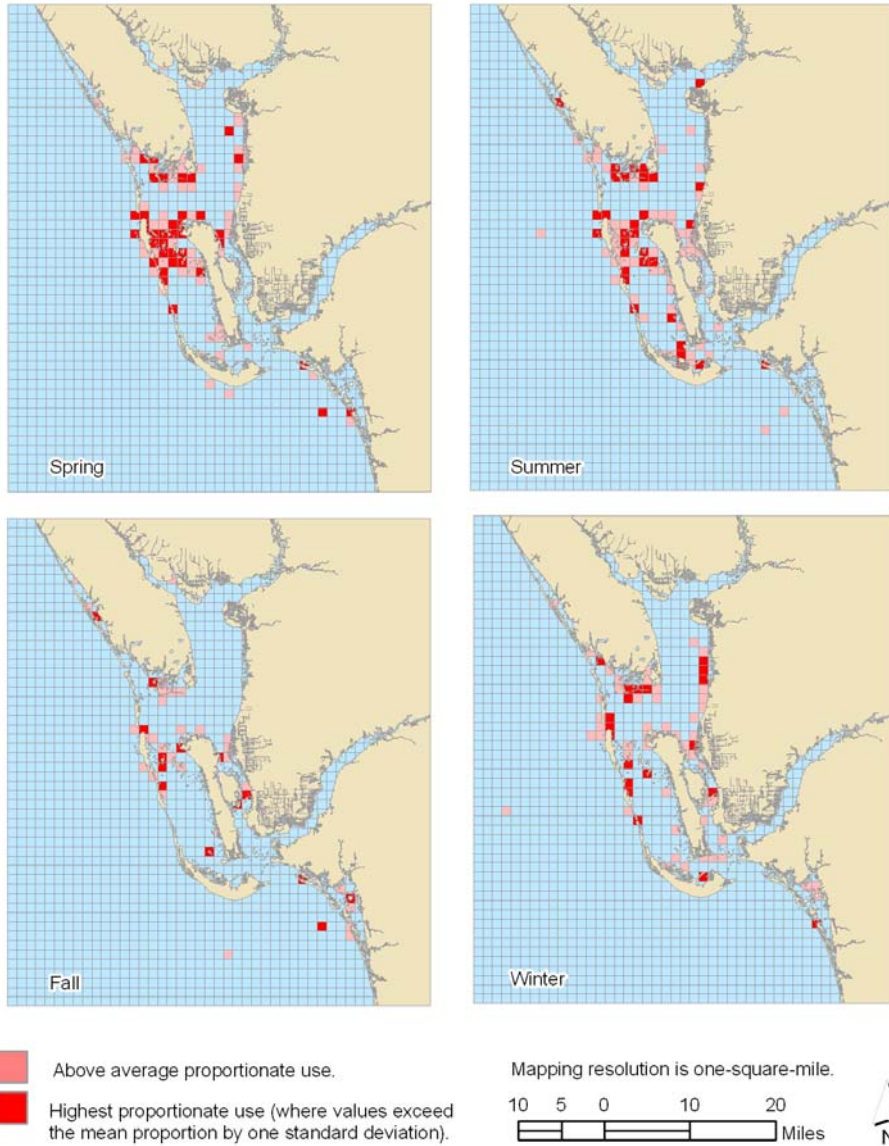 Spring
Summer
Fall
Winter
Above average proportionate use.
Highest proportionate use (where values exceed
the mean proportion by one standard deviation).
Mapping resolution is one-square-mile.
10 5 0 10 20
Miles
N